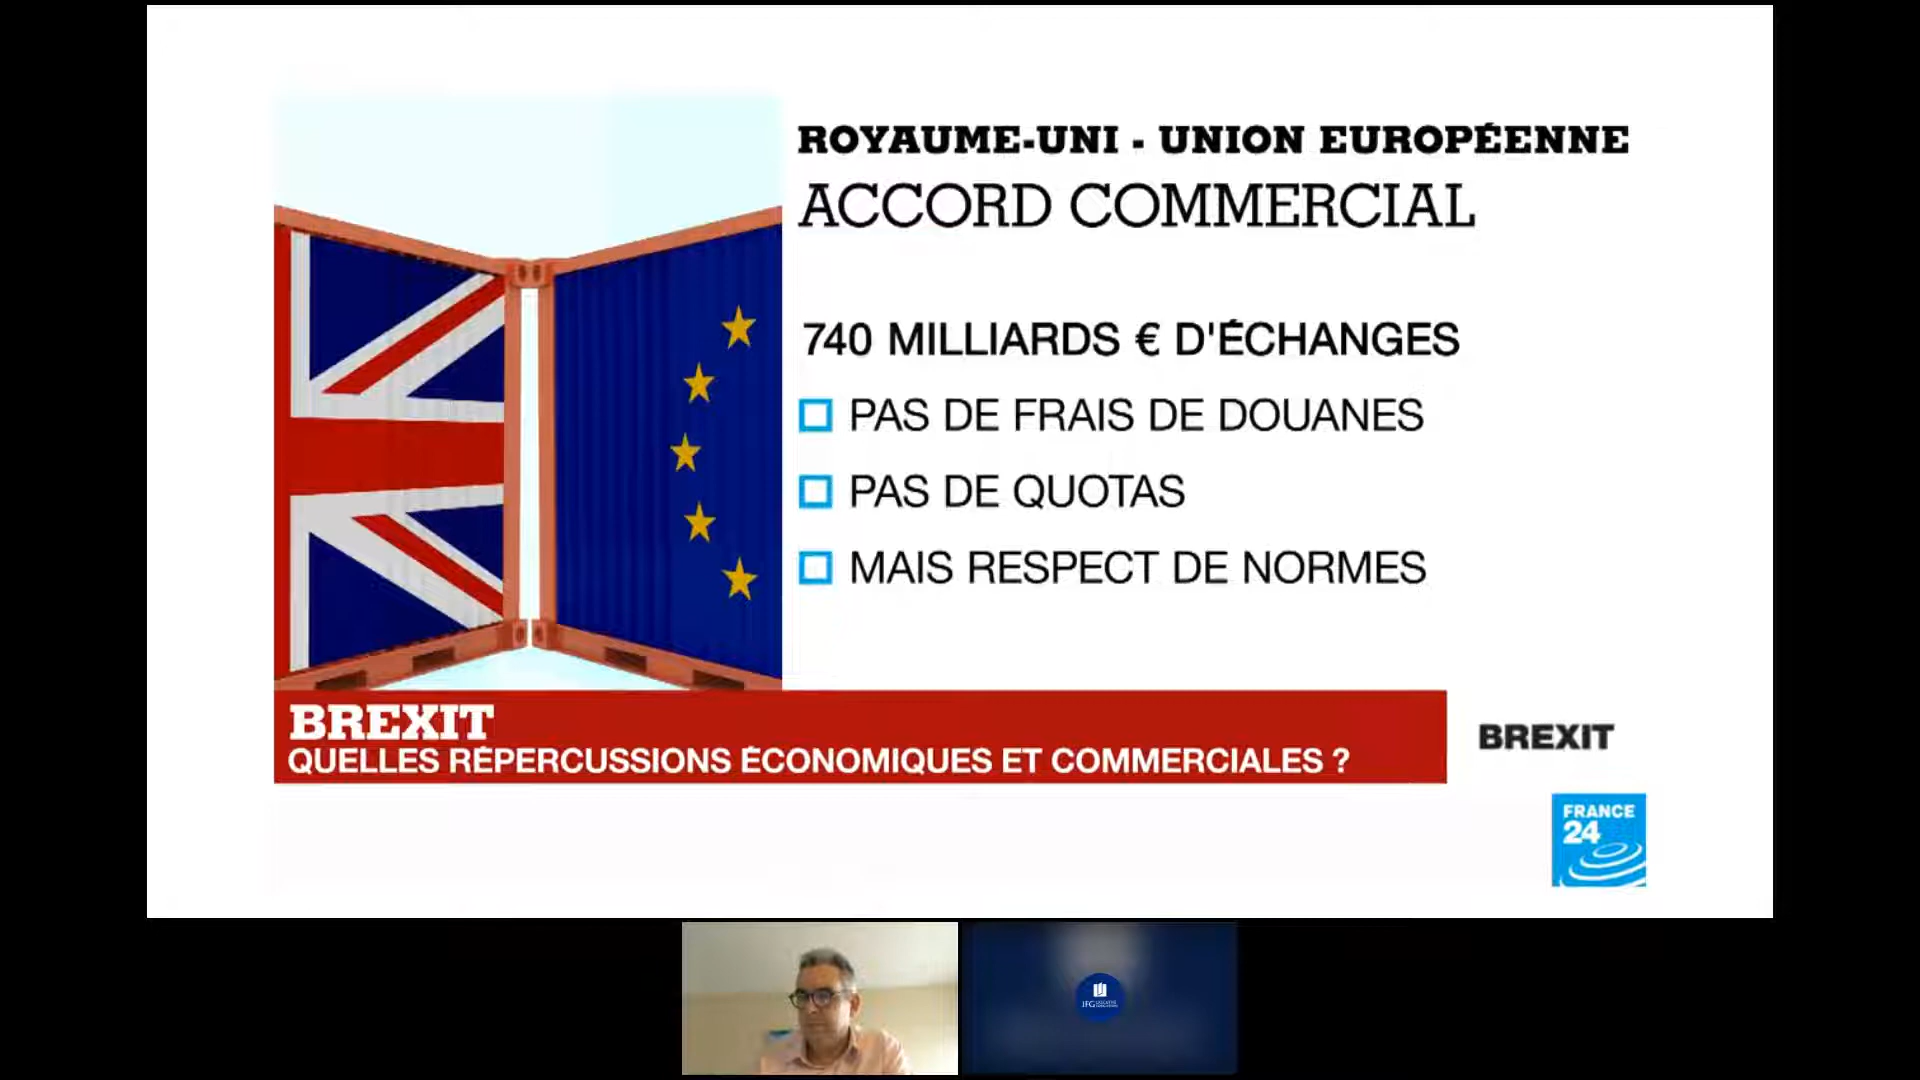 ROYAUME-UNI - UNION EUROPÉENNE
ACCORD COMMERCIAL
740 MILLIARDS € D'ÉCHANGES
PAS DE FRAIS DE DOUANES
PAS DE QUOTAS
MAIS RESPECT DE NORMES
BREXIT
QUELLES RÉPERCUSSIONS ÉCONOMIQUES ET COMMERCIALES ?
BREXIT
FRANCE
24